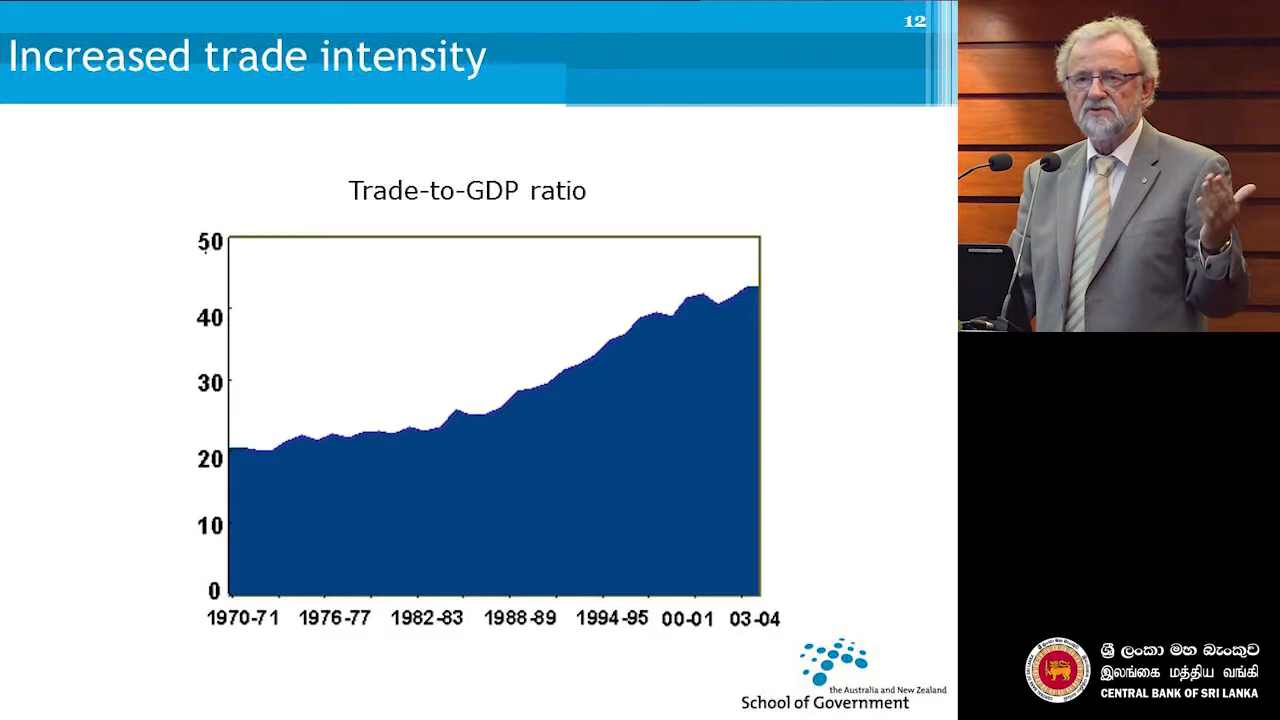 12
Increased trade intensity
Trade-to-GDP ratio
50
40
30
20
10
0
1970-71 1976-77 1982-83 1988-89 1994-95 00-01 03-04
the Australia and New Zealand
School of Government
ශ්‍රී ලංකා මහ බැංකුව
இலங்கை மத்திய வங்கி
CENTRAL BANK OF SRI LANKA